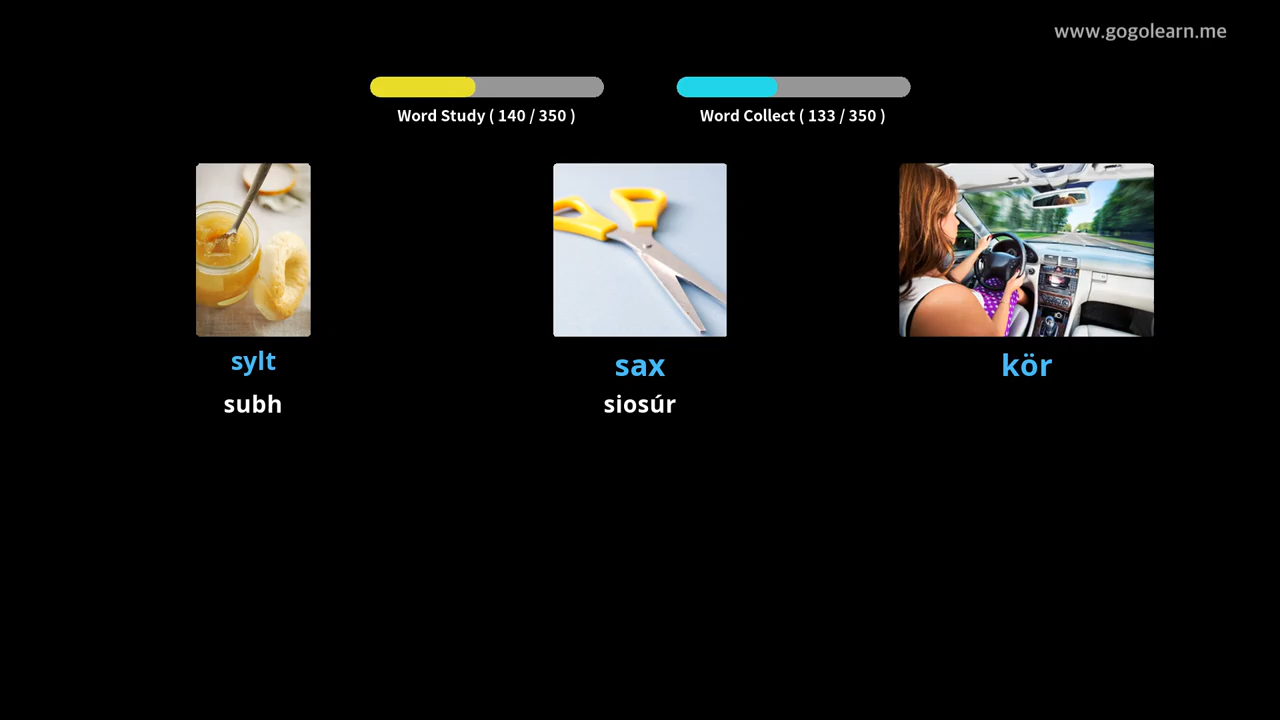 www.gogolearn.me
Word Study ( 140 / 350 )
Word Collect ( 133 / 350 )
sylt
sax
kör
subh
siosúr